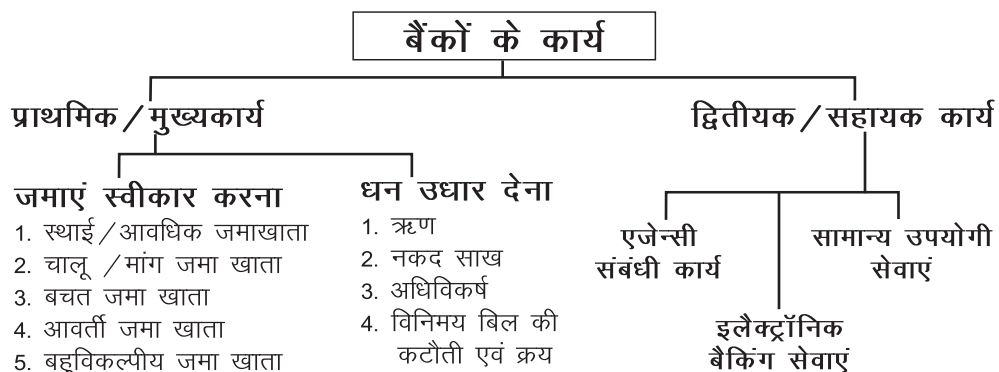 बैंकों के कार्य
प्राथमिक/मुख्यकार्य
द्वितीयक/सहायक कार्य
जमाएं स्वीकार करना
1. स्थाई/आवधिक जमाखाता
2. चालू /मांग जमा खाता
3. बचत जमा खाता
4. आवर्ती जमा खाता
5. बहुविकल्पीय जमा खाता
धन उधार देना
1. ऋण
2. नकद साख
3. अधिविकर्ष
4. विनिमय बिल की
कटौती एवं क्रय
एजेन्सी
संबंधी कार्य
इलैक्ट्रॉनिक
बैकिंग सेवाएं
सामान्य उपयोगी
सेवाएं